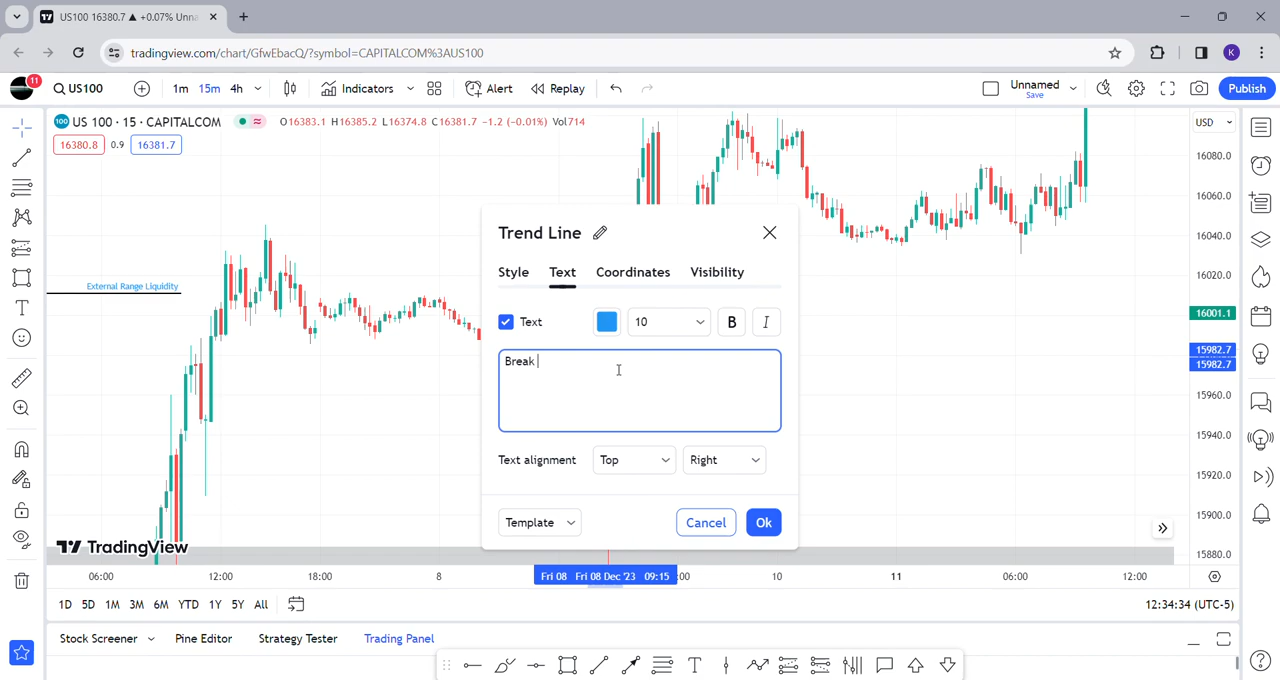 US100 16380.7 ▲ +0.07% Unna
tradingview.com/chart/GfwEbacQ/?symbol=CAPITALCOM%3AUS100
K
11
US100
1m
15m
4h
Indicators
Alert
Replay
Unnamed
Save
Publish
100
US 100 · 15 · CAPITALCOM
O16383.1 H16385.2 L16374.8 C16381.7 -1.2 (-0.01%) Vol714
USD
16380.8
0.9
16381.7
16080.0
16060.0
16040.0
16020.0
16001.1
15982.7
15982.7
15960.0
15940.0
15920.0
15900.0
15880.0
External Range Liquidity
Trend Line
Style
Text
Coordinates
Visibility
Text
10
B
I
Break
Text alignment
Top
Right
Template
Cancel
Ok
TradingView
06:00
12:00
18:00
8
Fri 08
Fri 08 Dec '23
09:15
:00
10
11
06:00
12:00
1D
5D
1M
3M
6M
YTD
1Y
5Y
All
12:34:34 (UTC-5)
Stock Screener
Pine Editor
Strategy Tester
Trading Panel
T